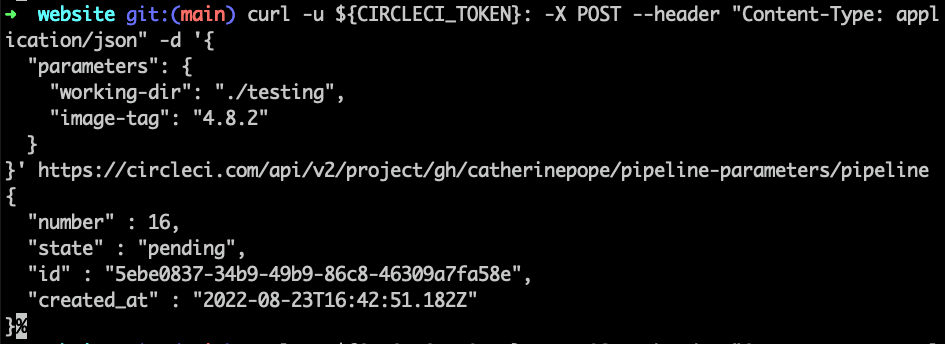 ➜ website git:(main) curl -u ${CIRCLECI_TOKEN}: -X POST --header "Content-Type: appl
ication/json" -d '{
  "parameters": {
    "working-dir": "./testing",
    "image-tag": "4.8.2"
  }
}' https://circleci.com/api/v2/project/gh/catherinepope/pipeline-parameters/pipeline
{
  "number" : 16,
  "state" : "pending",
  "id" : "5ebe0837-34b9-49b9-86c8-46309a7fa58e",
  "created_at" : "2022-08-23T16:42:51.182Z"
}%